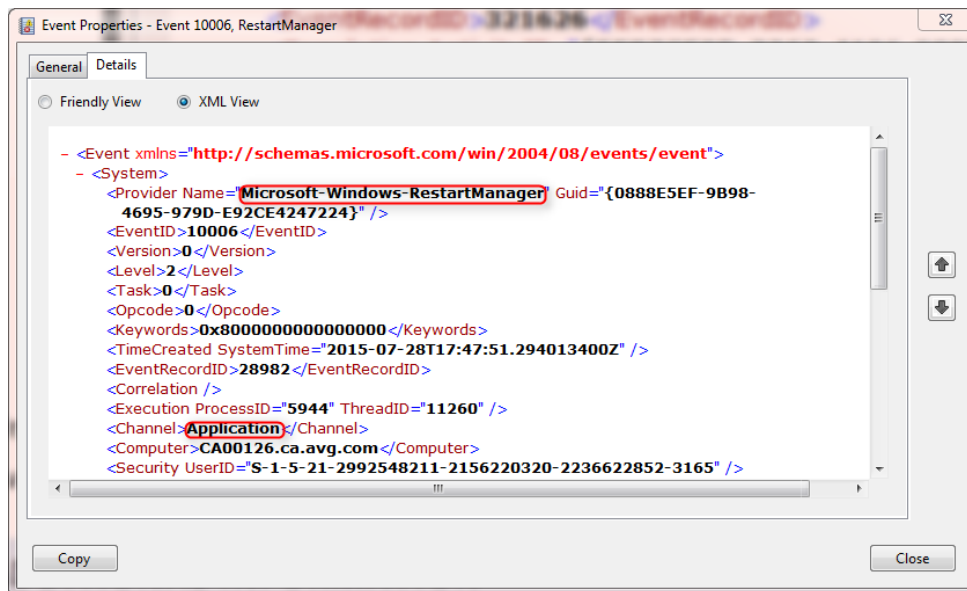 <EventRecordID>321626</EventRecordID>
Event Properties - Event 10006, RestartManager
General Details
Friendly View XML View
- <Event xmlns="http://schemas.microsoft.com/win/2004/08/events/event">
- <System>
<Provider Name="Microsoft-Windows-RestartManager" Guid="{0888E5EF-9B98-
4695-979D-E92CE4247224}" />
<EventID>10006</EventID>
<Version>0</Version>
<Level>2</Level>
<Task>0</Task>
<Opcode>0</Opcode>
<Keywords>0x8000000000000000</Keywords>
<TimeCreated SystemTime="2015-07-28T17:47:51.294013400Z" />
<EventRecordID>28982</EventRecordID>
<Correlation />
<Execution ProcessID="5944" ThreadID="11260" />
<Channel>Application</Channel>
<Computer>CA00126.ca.avg.com</Computer>
<Security UserID="S-1-5-21-2992548211-2156220320-2236622852-3165" />
Copy Close